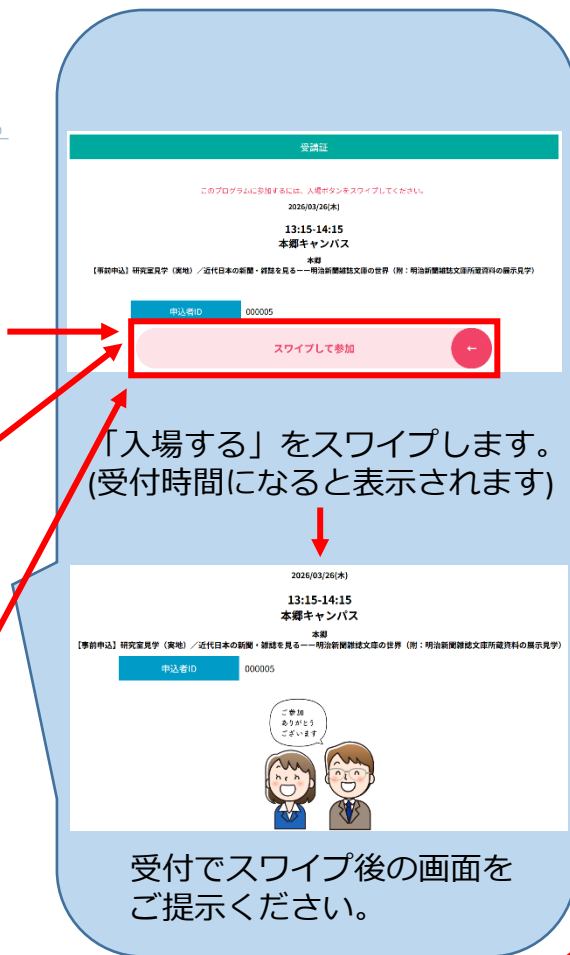 受講証
このプログラムに参加するには、入場ボタンをスワイプしてください。
2026/03/26(木)
13:15-14:15
本郷キャンパス
本郷
【事前申込】研究室見学（実地）／近代日本の新聞・雑誌を見るーー明治新聞雑誌文庫の世界（附：明治新聞雑誌文庫所蔵資料の展示見学）
申込者ID 000005
スワイプして参加 ←
「入場する」をスワイプします。
(受付時間になると表示されます)
2026/03/26(木)
13:15-14:15
本郷キャンパス
本郷
【事前申込】研究室見学（実地）／近代日本の新聞・雑誌を見るーー明治新聞雑誌文庫の世界（附：明治新聞雑誌文庫所蔵資料の展示見学）
申込者ID 000005
ご参加
ありがとう
ございます
受付でスワイプ後の画面を
ご提示ください。